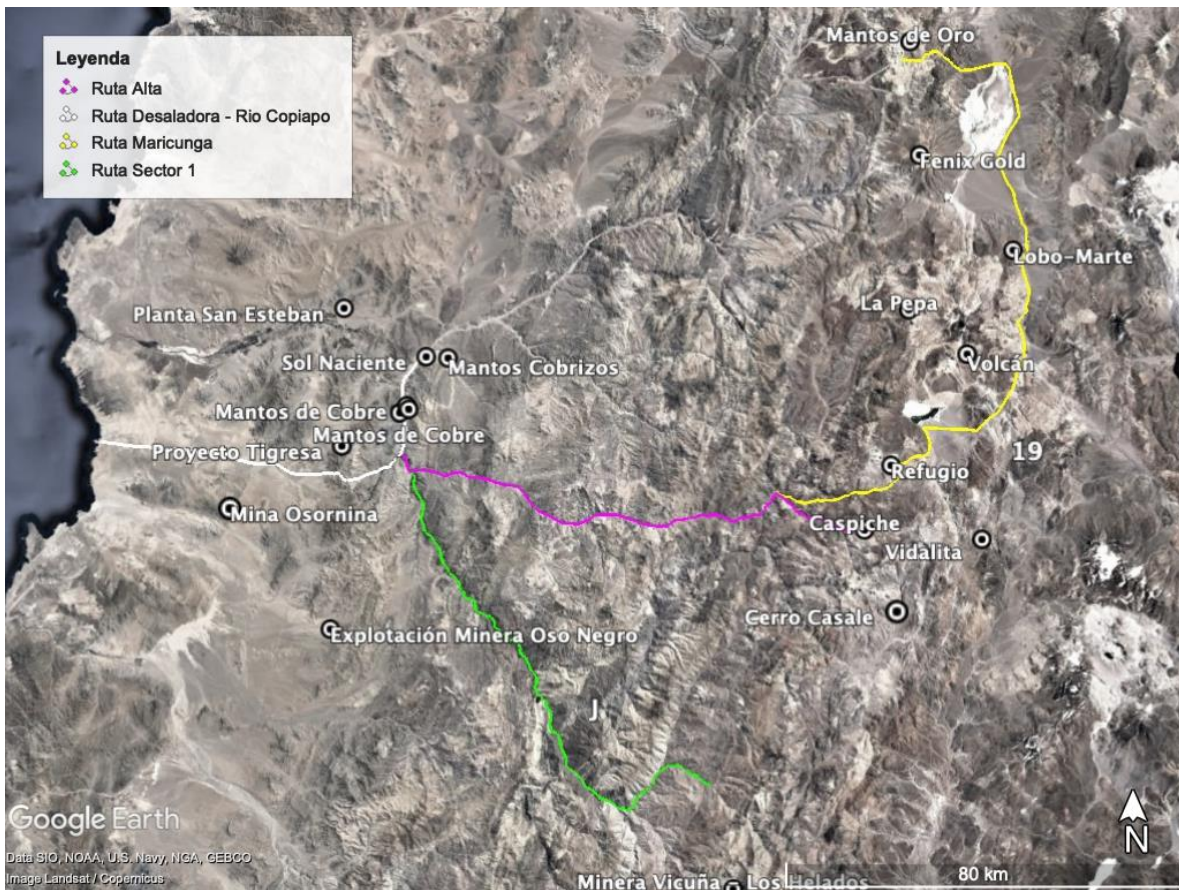 Leyenda
Ruta Alta
Ruta Desaladora - Rio Copiapo
Ruta Maricunga
Ruta Sector 1
Mantos de Oro
Fenix Gold
Lobo-Marte
La Pepa
Planta San Esteban
Sol Naciente
Mantos Cobrizos
Volcán
Mantos de Cobre
Mantos de Cobre
Proyecto Tigresa
19
Refugio
Mina Osornina
Caspiche
Vidalita
Cerro Casale
Explotación Minera Oso Negro
J.
Google Earth
N
Data SIO, NOAA, U.S. Navy, NGA, GEBCO
Image Landsat / Copernicus
80 km
Minera Vicuña
Los Helados